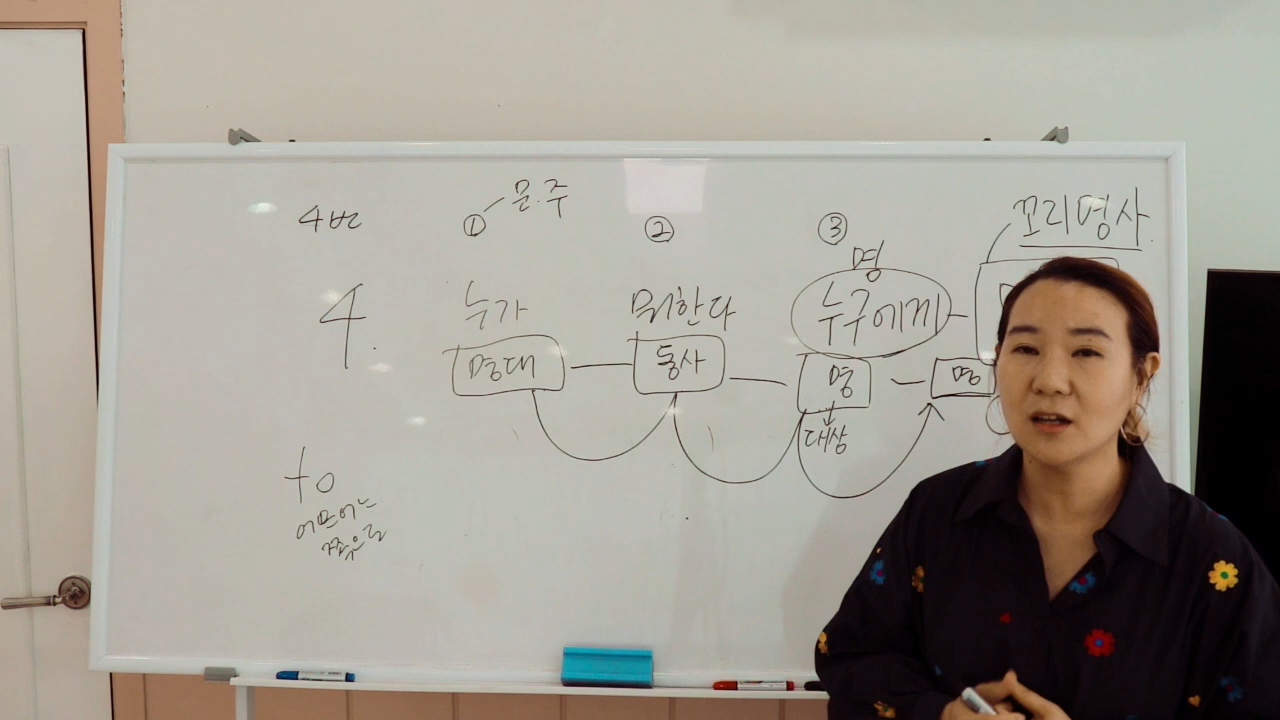 4번 ① 문.주 ② ③ 꼬리명사
4. 누가 뭐한다 명 누구에게
명대 동사 명 명
대상
to